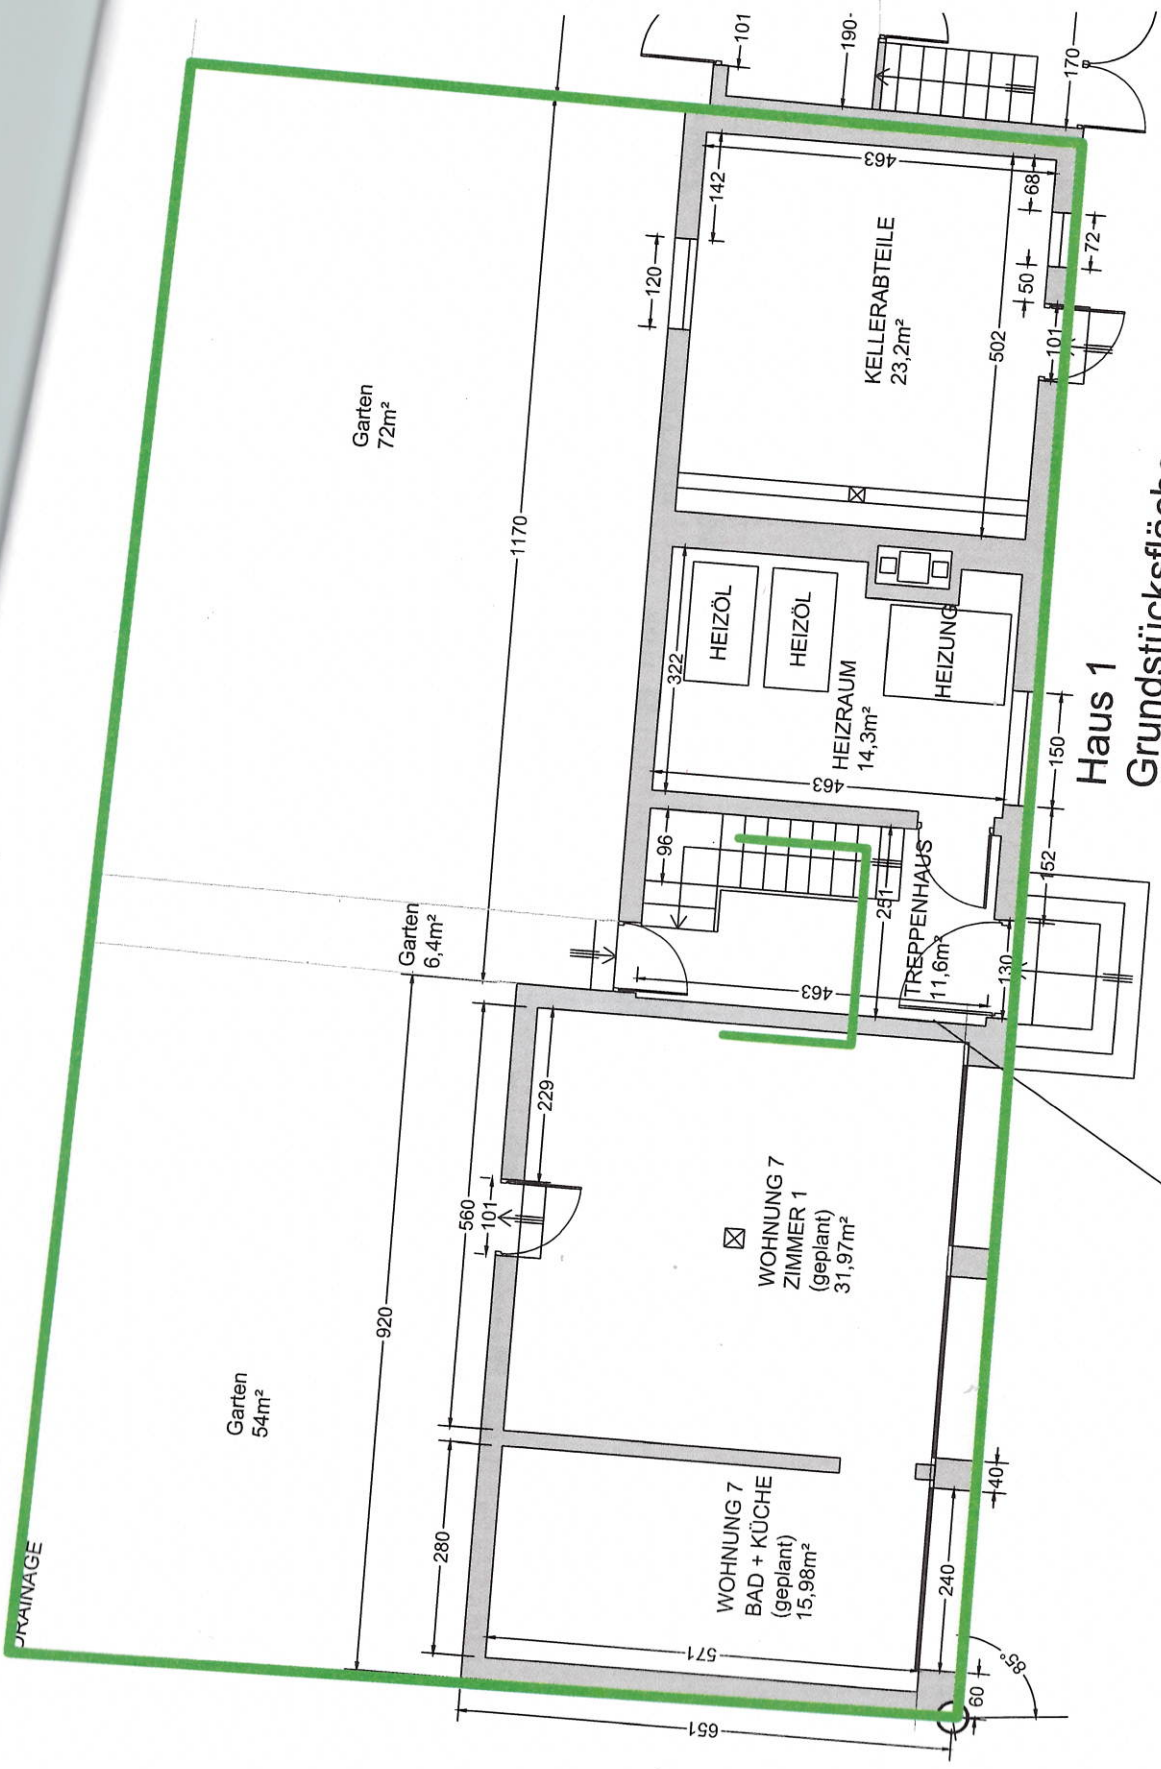 DRAINAGE
Garten
54m²
Garten
6,4m²
Garten
72m²
1170
920
280
560
101
229
651
571
WOHNUNG 7
BAD + KÜCHE
(geplant)
15,98m²
WOHNUNG 7
ZIMMER 1
(geplant)
31,97m²
240
40
60
85°
463
96
251
TREPPENHAUS
11,6m²
130
152
150
322
463
HEIZÖL
HEIZÖL
HEIZUNG
HEIZRAUM
14,3m²
120
142
463
KELLERABTEILE
23,2m²
502
101
50
68
72
101
190
170
Haus 1
Grundstücksfläche